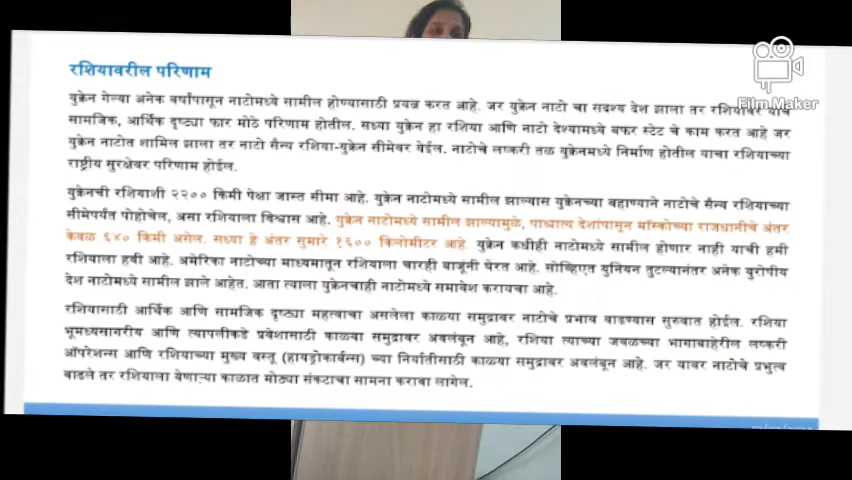 Film Maker
रशियावरील परिणाम
युक्रेन गेल्या अनेक वर्षांपासून नाटोमध्ये सामील होण्यासाठी प्रयत्न करत आहे. जर युक्रेन नाटो चा सदश्य देश झाला तर रशियावर याचे
सामाजिक, आर्थिक दृष्ट्या फार मोठे परिणाम होतील. सध्या युक्रेन हा रशिया आणि नाटो देश्यामध्ये बफर स्टेट चे काम करत आहे जर
युक्रेन नाटोत शामिल झाला तर नाटो सैन्य रशिया-युक्रेन सीमेवर येईल. नाटोचे लष्करी तळ युक्रेनमध्ये निर्माण होतील याचा रशियाच्या
राष्ट्रीय सुरक्षेवर परिणाम होईल.
युक्रेनची रशियाशी २२०० किमी पेक्षा जास्त सीमा आहे. युक्रेन नाटोमध्ये सामील झाल्यास युक्रेनच्या बहाण्याने नाटोचे सैन्य रशियाच्या
सीमेपर्यंत पोहोचेल, असा रशियाला विश्वास आहे. युक्रेन नाटोमध्ये सामील झाल्यामुळे, पाश्चात्य देशांपासून मॉस्कोच्या राजधानीचे अंतर
केवळ ६४० किमी असेल. सध्या हे अंतर सुमारे १६०० किलोमीटर आहे. युक्रेन कधीही नाटोमध्ये सामील होणार नाही याची हमी
रशियाला हवी आहे. अमेरिका नाटोच्या माध्यमातून रशियाला चारही बाजूंनी घेरत आहे. सोव्हिएत युनियन तुटल्यानंतर अनेक युरोपीय
देश नाटोमध्ये सामील झाले आहेत. आता त्याला युक्रेनचाही नाटोमध्ये समावेश करायचा आहे.
रशियासाठी आर्थिक आणि सामाजिक दृष्ट्या महत्वाचा असलेला काळया समुद्रावर नाटोचे प्रभाव वाढण्यास सुरुवात होईल. रशिया
भूमध्यसागरीय आणि त्यापलीकडे प्रवेशासाठी काळ्या समुद्रावर अवलंबून आहे, रशिया त्याच्या जवळच्या भागाबाहेरील लष्करी
ऑपरेशन्स आणि रशियाच्या मुख्य वस्तू (हायड्रोकार्बन्स) च्या निर्यातीसाठी काळ्या समुद्रावर अवलंबून आहे. जर यावर नाटोचे प्रभुत्व
वाढले तर रशियाला येणाऱ्या काळात मोठ्या संकटाचा सामना करावा लागेल.